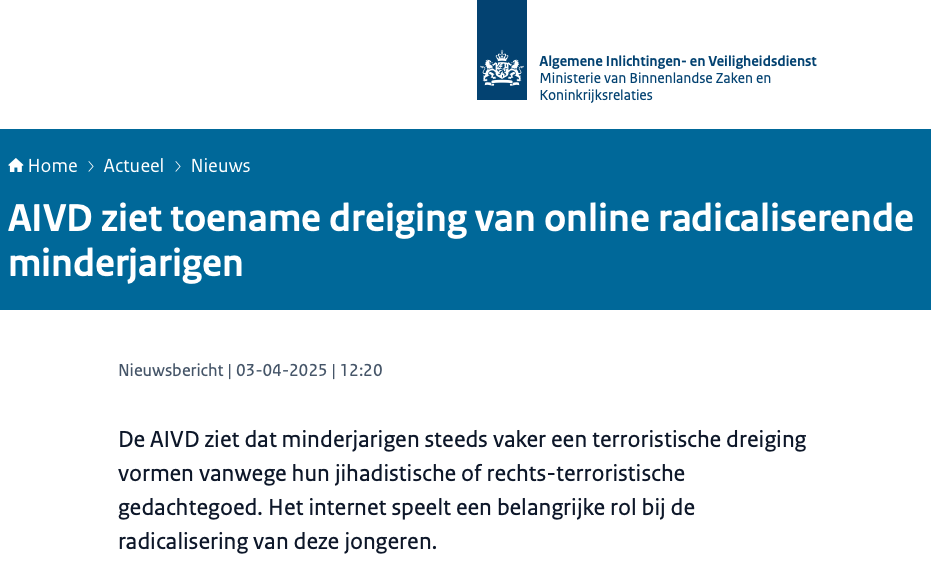 Algemene Inlichtingen- en Veiligheidsdienst
Ministerie van Binnenlandse Zaken en
Koninkrijksrelaties
Home > Actueel > Nieuws
AIVD ziet toename dreiging van online radicaliserende
minderjarigen
Nieuwsbericht | 03-04-2025 | 12:20
De AIVD ziet dat minderjarigen steeds vaker een terroristische dreiging
vormen vanwege hun jihadistische of rechts-terroristische
gedachtegoed. Het internet speelt een belangrijke rol bij de
radicalisering van deze jongeren.